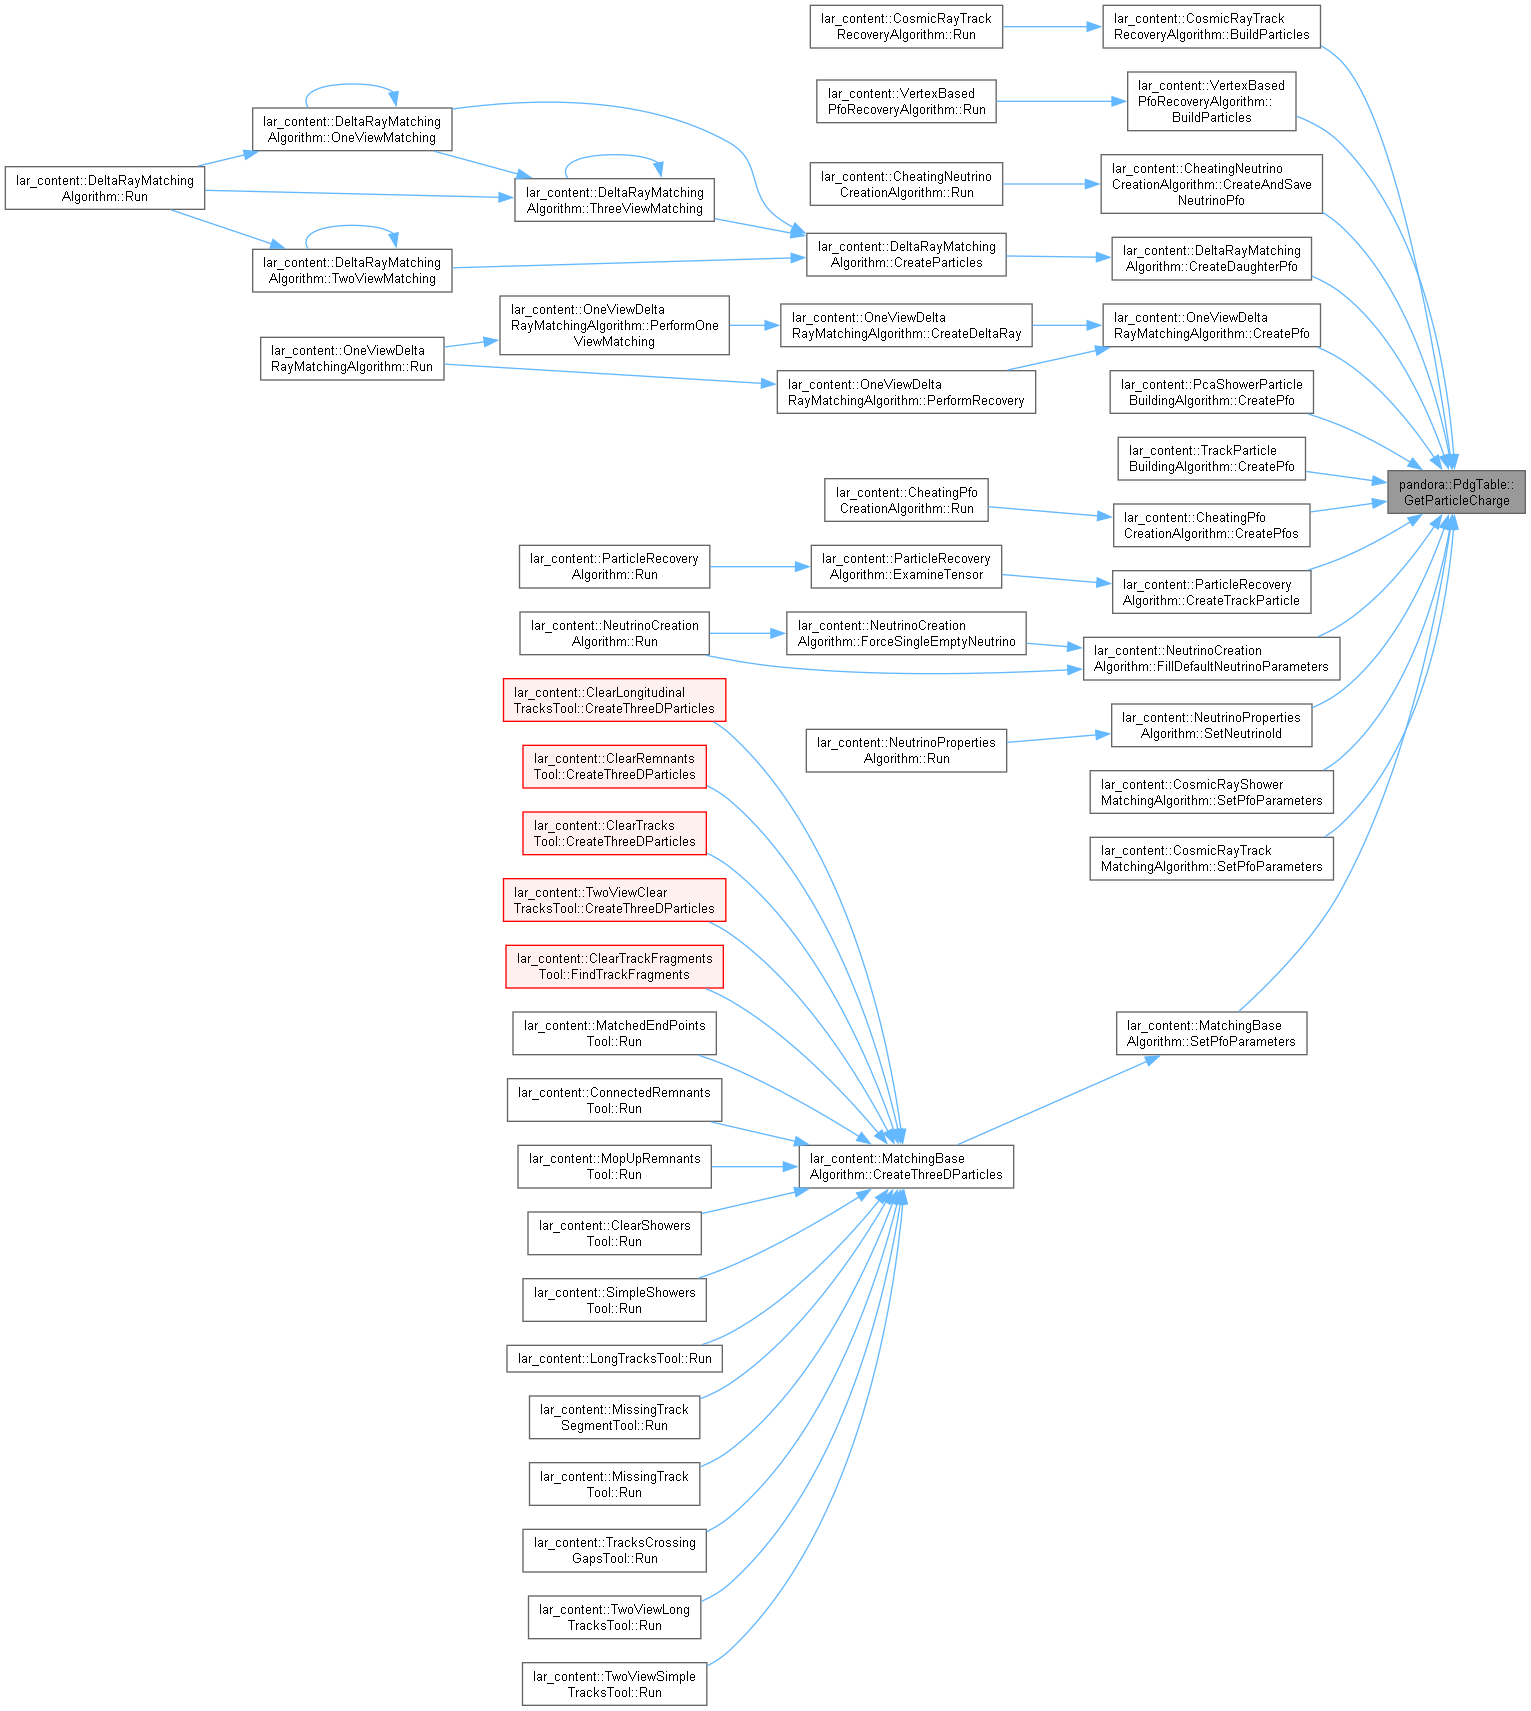 lar_content::CosmicRayTrack
RecoveryAlgorithm::Run
lar_content::CosmicRayTrack
RecoveryAlgorithm::BuildParticles
lar_content::VertexBased
PfoRecoveryAlgorithm::Run
lar_content::VertexBased
PfoRecoveryAlgorithm::
BuildParticles
lar_content::DeltaRayMatching
Algorithm::OneViewMatching
lar_content::DeltaRayMatching
Algorithm::Run
lar_content::DeltaRayMatching
Algorithm::ThreeViewMatching
lar_content::CheatingNeutrino
CreationAlgorithm::Run
lar_content::CheatingNeutrino
CreationAlgorithm::CreateAndSave
NeutrinoPfo
lar_content::DeltaRayMatching
Algorithm::TwoViewMatching
lar_content::DeltaRayMatching
Algorithm::CreateParticles
lar_content::DeltaRayMatching
Algorithm::CreateDaughterPfo
lar_content::OneViewDelta
RayMatchingAlgorithm::PerformOne
ViewMatching
lar_content::OneViewDelta
RayMatchingAlgorithm::CreateDeltaRay
lar_content::OneViewDelta
RayMatchingAlgorithm::CreatePfo
lar_content::OneViewDelta
RayMatchingAlgorithm::Run
lar_content::OneViewDelta
RayMatchingAlgorithm::PerformRecovery
lar_content::PcaShowerParticle
BuildingAlgorithm::CreatePfo
lar_content::TrackParticle
BuildingAlgorithm::CreatePfo
pandora::PdgTable::
GetParticleCharge
lar_content::CheatingPfo
CreationAlgorithm::Run
lar_content::CheatingPfo
CreationAlgorithm::CreatePfos
lar_content::ParticleRecovery
Algorithm::Run
lar_content::ParticleRecovery
Algorithm::ExamineTensor
lar_content::ParticleRecovery
Algorithm::CreateTrackParticle
lar_content::NeutrinoCreation
Algorithm::Run
lar_content::NeutrinoCreation
Algorithm::ForceSingleEmptyNeutrino
lar_content::NeutrinoCreation
Algorithm::FillDefaultNeutrinoParameters
lar_content::ClearLongitudinal
TracksTool::CreateThreeDParticles
lar_content::NeutrinoProperties
Algorithm::Run
lar_content::NeutrinoProperties
Algorithm::SetNeutrinoId
lar_content::ClearRemnants
Tool::CreateThreeDParticles
lar_content::CosmicRayShower
MatchingAlgorithm::SetPfoParameters
lar_content::ClearTracks
Tool::CreateThreeDParticles
lar_content::CosmicRayTrack
MatchingAlgorithm::SetPfoParameters
lar_content::TwoViewClear
TracksTool::CreateThreeDParticles
lar_content::ClearTrackFragments
Tool::FindTrackFragments
lar_content::MatchedEndPoints
Tool::Run
lar_content::MatchingBase
Algorithm::SetPfoParameters
lar_content::ConnectedRemnants
Tool::Run
lar_content::MopUpRemnants
Tool::Run
lar_content::MatchingBase
Algorithm::CreateThreeDParticles
lar_content::ClearShowers
Tool::Run
lar_content::SimpleShowers
Tool::Run
lar_content::LongTracksTool::Run
lar_content::MissingTrack
SegmentTool::Run
lar_content::MissingTrack
Tool::Run
lar_content::TracksCrossing
GapsTool::Run
lar_content::TwoViewLong
TracksTool::Run
lar_content::TwoViewSimple
TracksTool::Run